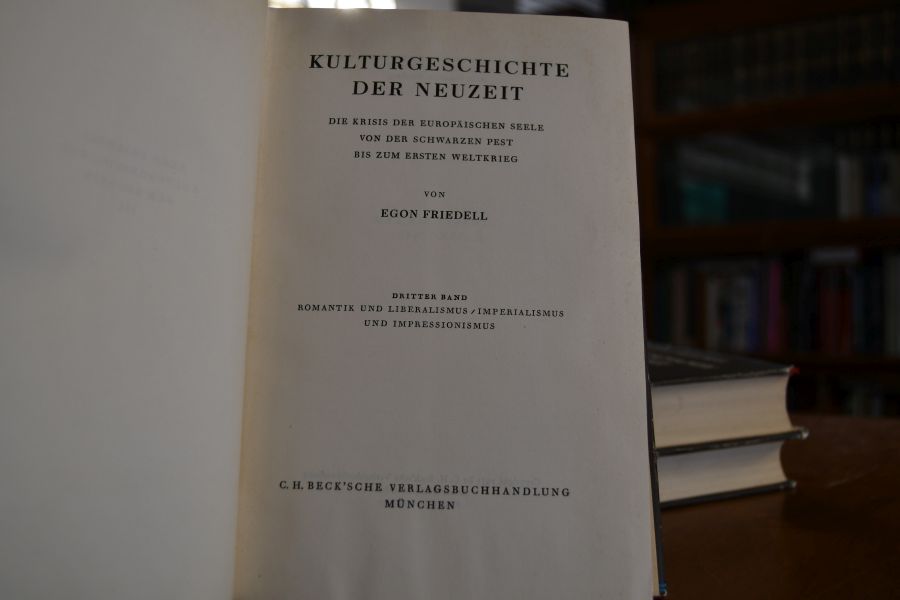 KULTURGESCHICHTE
DER NEUZEIT
DIE KRISIS DER EUROPÄISCHEN SEELE
VON DER SCHWARZEN PEST
BIS ZUM ERSTEN WELTKRIEG
VON
EGON FRIEDELL
DRITTER BAND
ROMANTIK UND LIBERALISMUS / IMPERIALISMUS
UND IMPRESSIONISMUS
C. H. BECK'SCHE VERLAGSBUCHHANDLUNG
MÜNCHEN